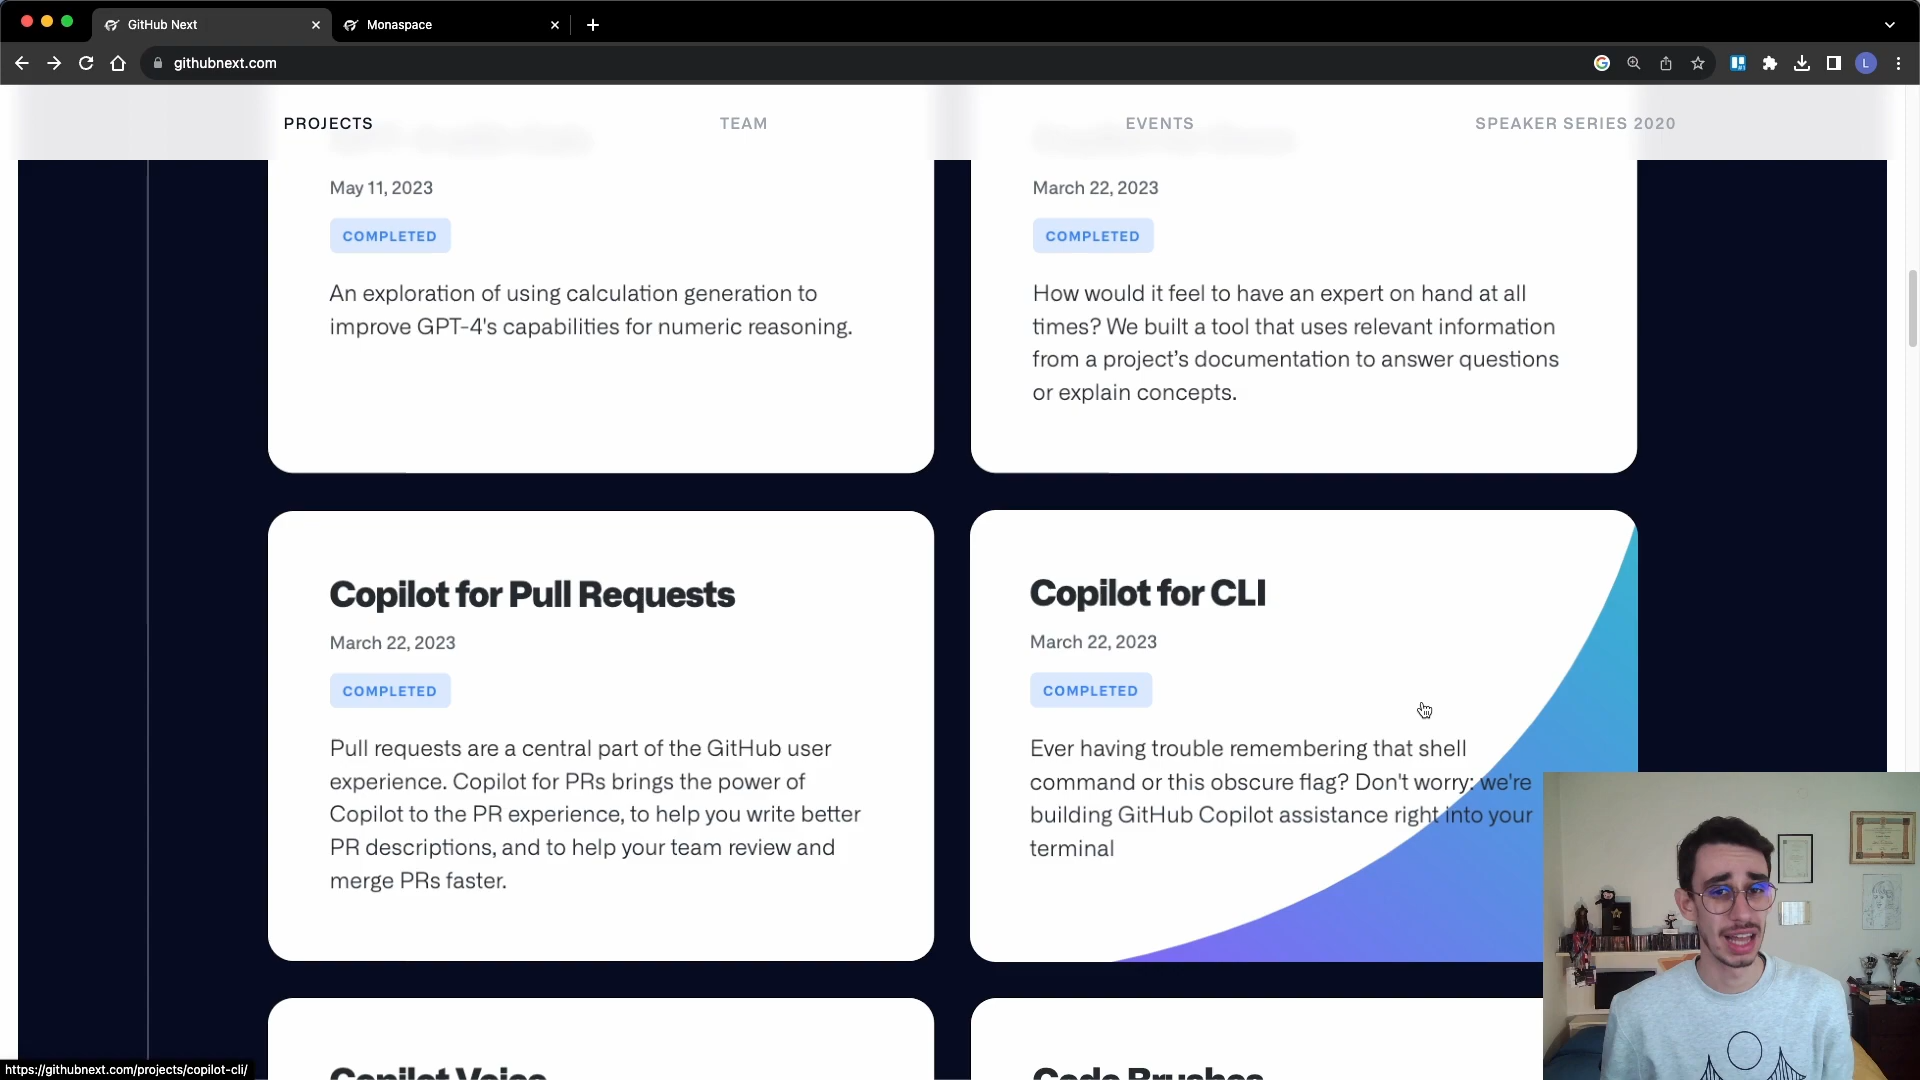 GitHub Next
Monaspace
githubnext.com
L
PROJECTS
TEAM
EVENTS
SPEAKER SERIES 2020
May 11, 2023
COMPLETED
An exploration of using calculation generation to
improve GPT-4's capabilities for numeric reasoning.
March 22, 2023
COMPLETED
How would it feel to have an expert on hand at all
times? We built a tool that uses relevant information
from a project’s documentation to answer questions
or explain concepts.
Copilot for Pull Requests
March 22, 2023
COMPLETED
Pull requests are a central part of the GitHub user
experience. Copilot for PRs brings the power of
Copilot to the PR experience, to help you write better
PR descriptions, and to help your team review and
merge PRs faster.
Copilot for CLI
March 22, 2023
COMPLETED
Ever having trouble remembering that shell
command or this obscure flag? Don't worry: we're
building GitHub Copilot assistance right into your
terminal
Copilot Voice
Code Brushes
https://githubnext.com/projects/copilot-cli/